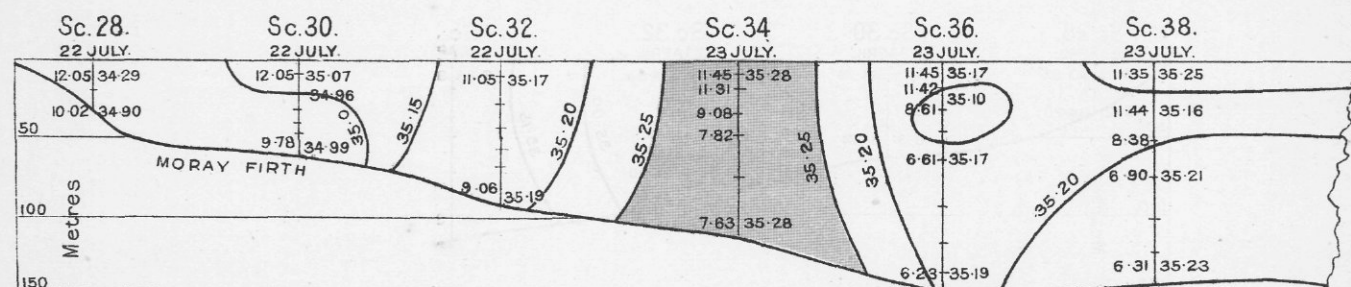 Sc. 28. Sc. 30. Sc. 32. Sc. 34 Sc. 36. Sc. 38.
22 JULY. 22 JULY. 22 JULY. 23 JULY. 23 JULY. 23 JULY.
12·05 34·29 12·05 35·07 11·05 35·17 11·45 35·28 11·45 35·17 11·35 35·25
11·31 11·42
34·96 35·10
10·02 34·90 9·08 8·61 11·44 35·16
35·0 35·15 35·20 35·25 7·82 35·25 35·20
50 9·78 34·99 8·38
MORAY FIRTH 6·61 35·17
6·90 35·21
9·06 35·19 35·20
100 7·63 35·28
Metres
6·23 35·19 6·31 35·23
150